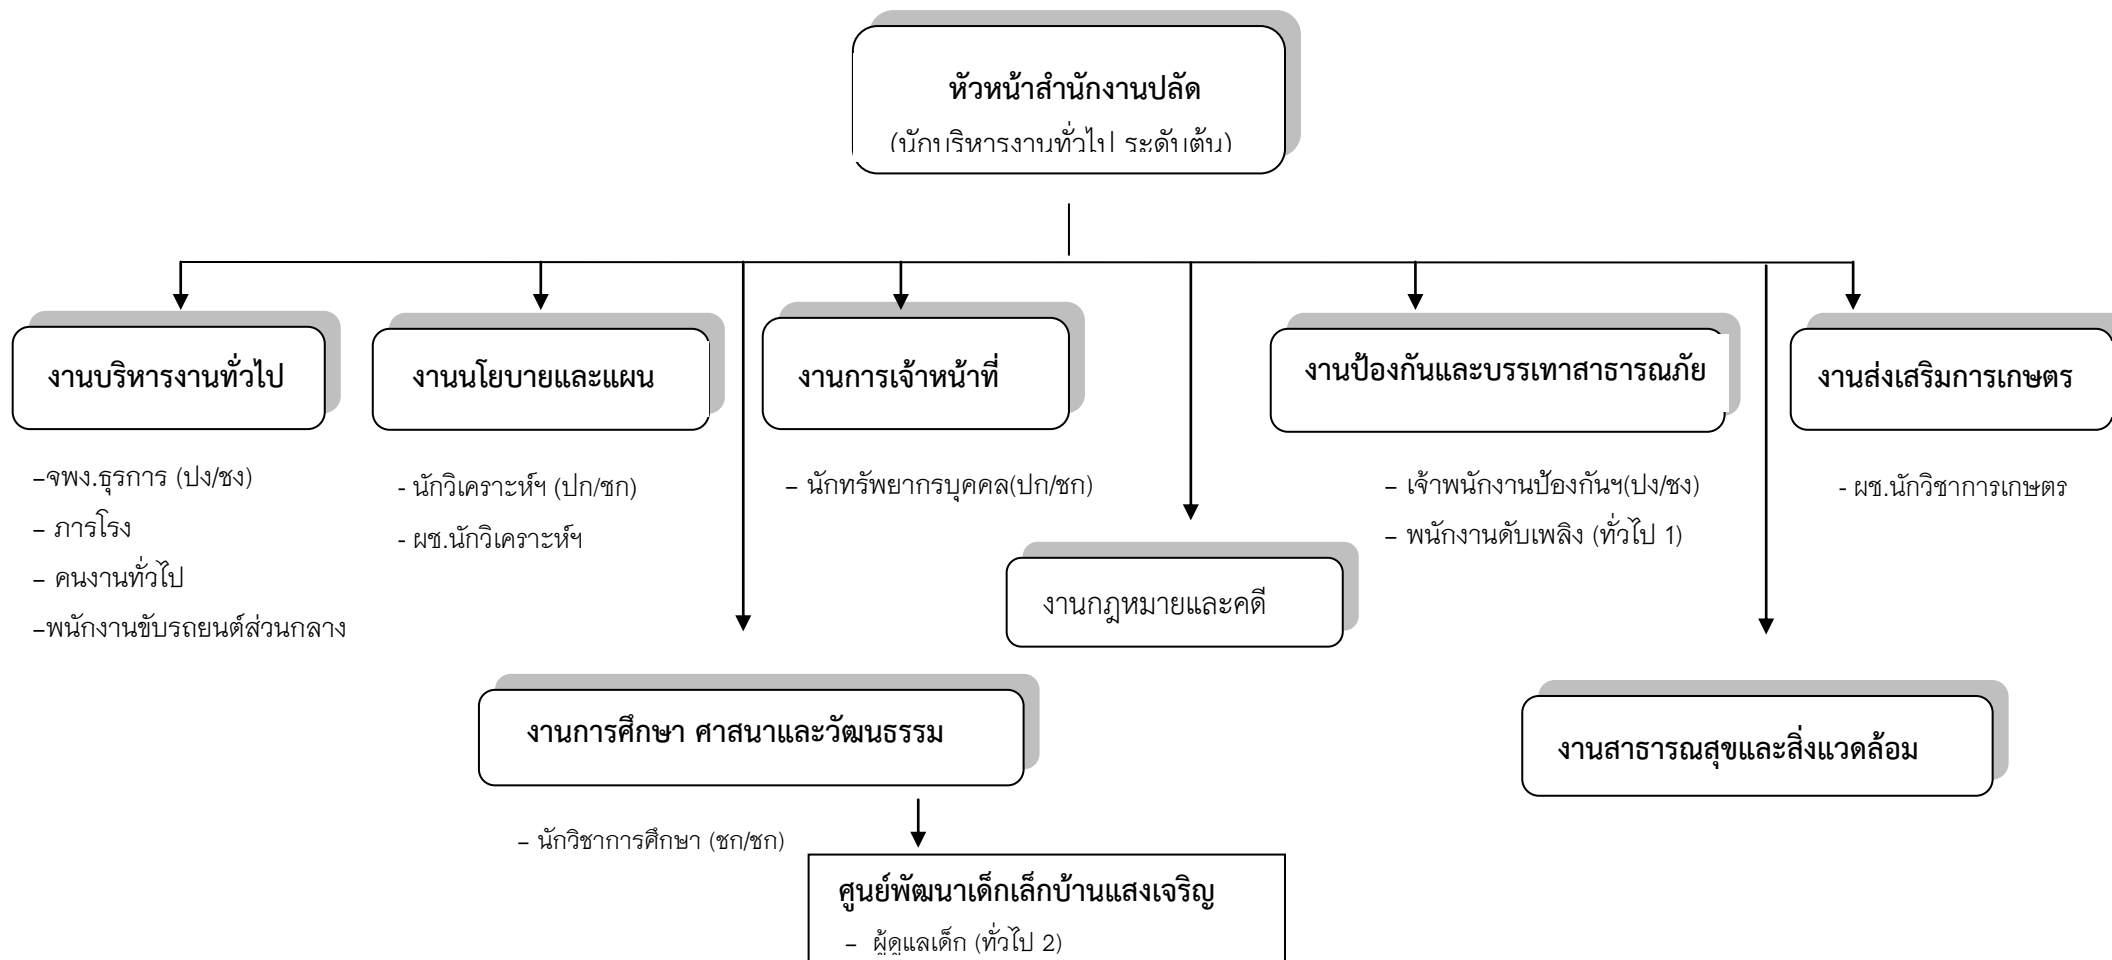 หัวหน้าสำนักงานปลัด
(นักบริหารงานทั่วไป ระดับต้น)
งานบริหารงานทั่วไป
–จพง.ธุรการ (ปง/ชง)
– ภารโรง
– คนงานทั่วไป
–พนักงานขับรถยนต์ส่วนกลาง
งานนโยบายและแผน
- นักวิเคราะห์ฯ (ปก/ชก)
- ผช.นักวิเคราะห์ฯ
งานการเจ้าหน้าที่
– นักทรัพยากรบุคคล(ปก/ชก)
งานกฎหมายและคดี
งานป้องกันและบรรเทาสาธารณภัย
– เจ้าพนักงานป้องกันฯ(ปง/ชง)
– พนักงานดับเพลิง (ทั่วไป 1)
งานส่งเสริมการเกษตร
- ผช.นักวิชาการเกษตร
งานการศึกษา ศาสนาและวัฒนธรรม
– นักวิชาการศึกษา (ชก/ชก)
ศูนย์พัฒนาเด็กเล็กบ้านแสงเจริญ
– ผู้ดูแลเด็ก (ทั่วไป 2)
งานสาธารณสุขและสิ่งแวดล้อม